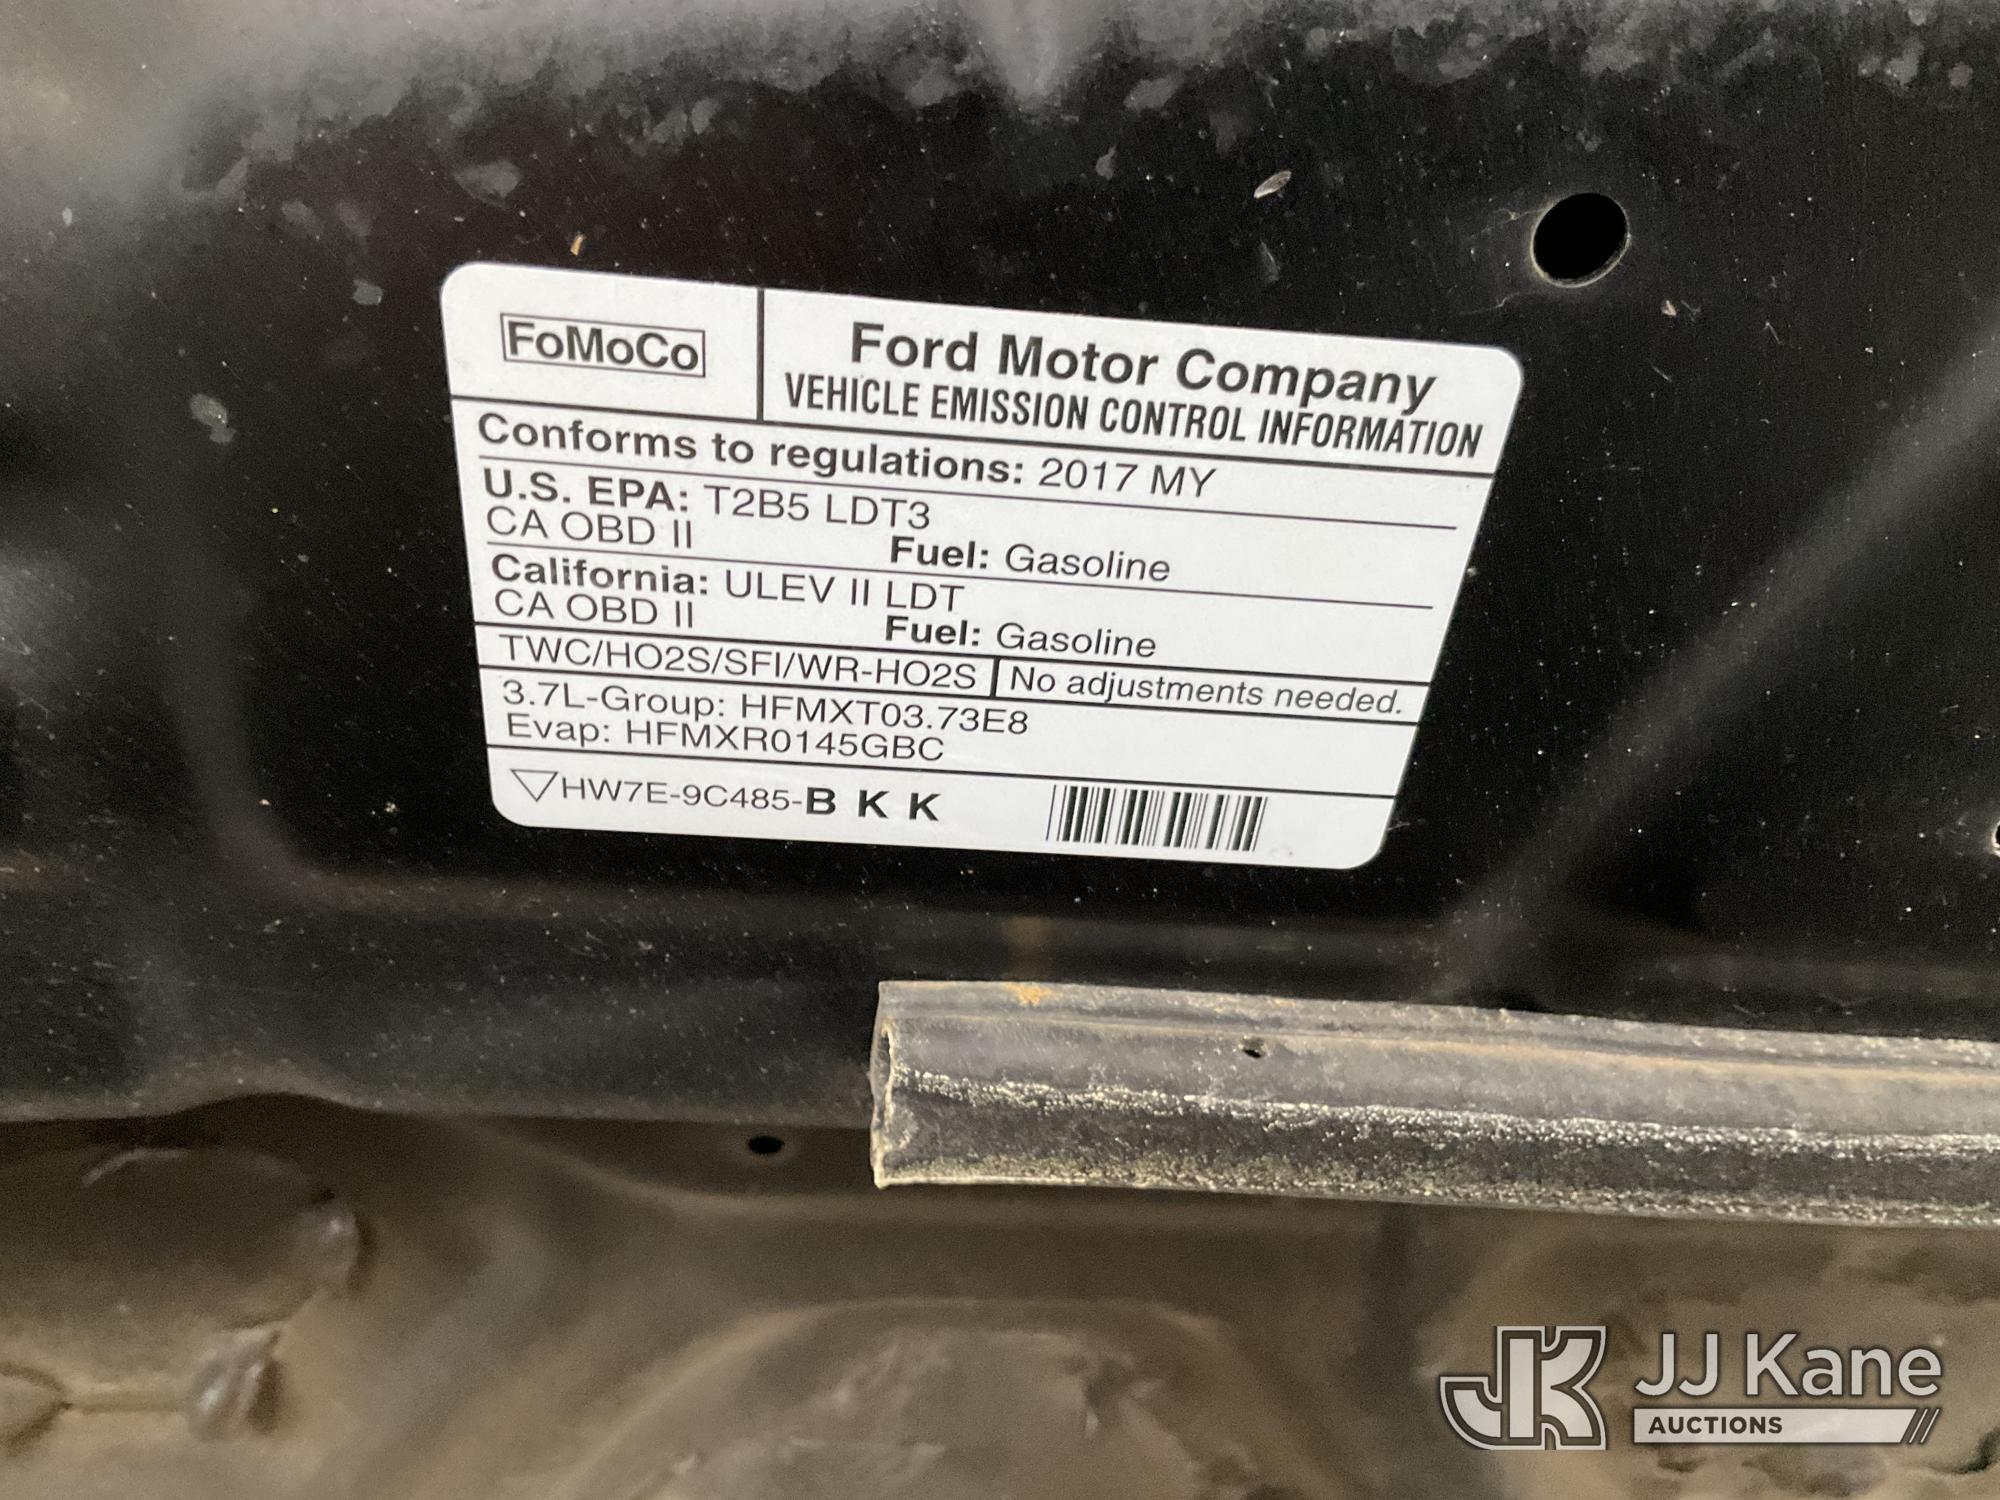 FoMoCo
Ford Motor Company
VEHICLE EMISSION CONTROL INFORMATION
Conforms to regulations: 2017 MY
U.S. EPA: T2B5 LDT3
CA OBD II Fuel: Gasoline
California: ULEV II LDT
CA OBD II Fuel: Gasoline
TWC/HO2S/SFI/WR-HO2S No adjustments needed.
3.7L-Group: HFMXT03.73E8
Evap: HFMXR0145GBC
HW7E-9C485-B K K
JK JJ Kane
AUCTIONS